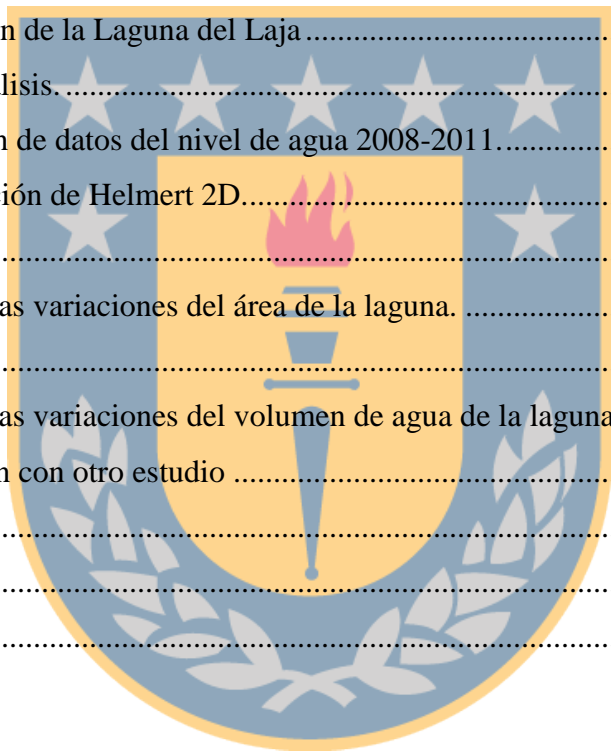 n de la Laguna del Laja....................................
lisis.............................................................................
n de datos del nivel de agua 2008-2011..............
ción de Helmert 2D..............................................
....................................................................................
as variaciones del área de la laguna. ...................
....................................................................................
as variaciones del volumen de agua de la laguna
n con otro estudio ................................................
....................................................................................
....................................................................................
....................................................................................